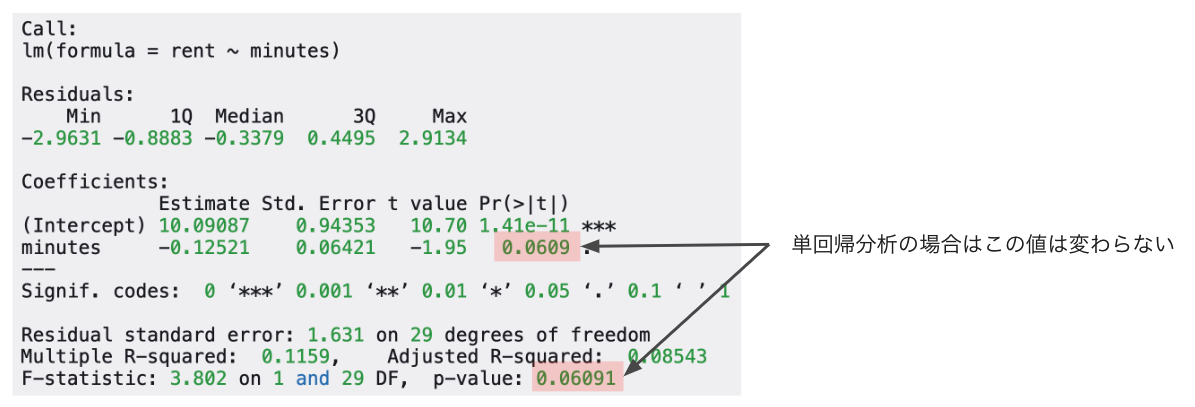 Call:
lm(formula = rent ~ minutes)
Residuals:
    Min      1Q  Median      3Q     Max
-2.9631 -0.8883 -0.3379  0.4495  2.9134
Coefficients:
            Estimate Std. Error t value Pr(>|t|)
(Intercept) 10.09087    0.94353   10.70 1.41e-11 ***
minutes     -0.12521    0.06421   -1.95   0.0609 .
単回帰分析の場合はこの値は変わらない
---
Signif. codes:  0 ‘***’ 0.001 ‘**’ 0.01 ‘*’ 0.05 ‘.’ 0.1 ‘ ’ 1
Residual standard error: 1.631 on 29 degrees of freedom
Multiple R-squared:  0.1159,    Adjusted R-squared:  0.08543
F-statistic: 3.802 on 1 and 29 DF,  p-value: 0.06091